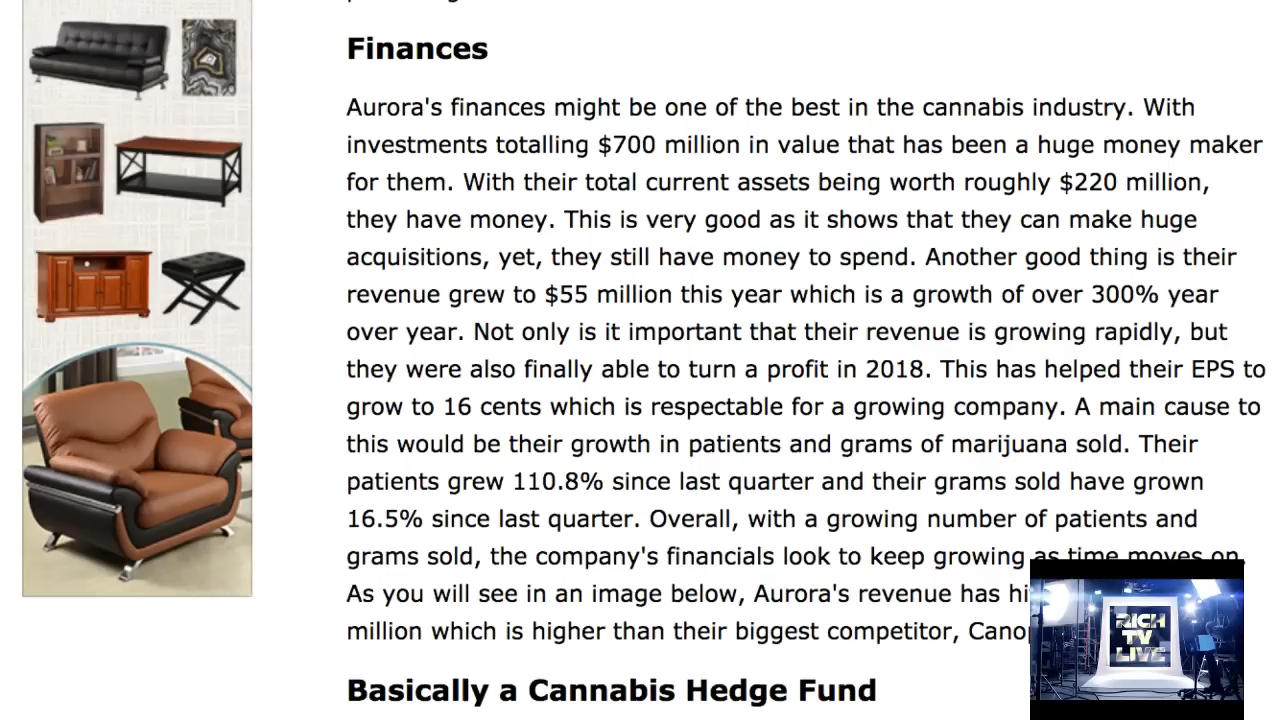 Finances
Aurora's finances might be one of the best in the cannabis industry. With
investments totalling $700 million in value that has been a huge money maker
for them. With their total current assets being worth roughly $220 million,
they have money. This is very good as it shows that they can make huge
acquisitions, yet, they still have money to spend. Another good thing is their
revenue grew to $55 million this year which is a growth of over 300% year
over year. Not only is it important that their revenue is growing rapidly, but
they were also finally able to turn a profit in 2018. This has helped their EPS to
grow to 16 cents which is respectable for a growing company. A main cause to
this would be their growth in patients and grams of marijuana sold. Their
patients grew 110.8% since last quarter and their grams sold have grown
16.5% since last quarter. Overall, with a growing number of patients and
grams sold, the company's financials look to keep growing as time moves on.
As you will see in an image below, Aurora's revenue has
million which is higher than their biggest competitor,
Basically a Cannabis Hedge Fund
RICH
TV
LIVE